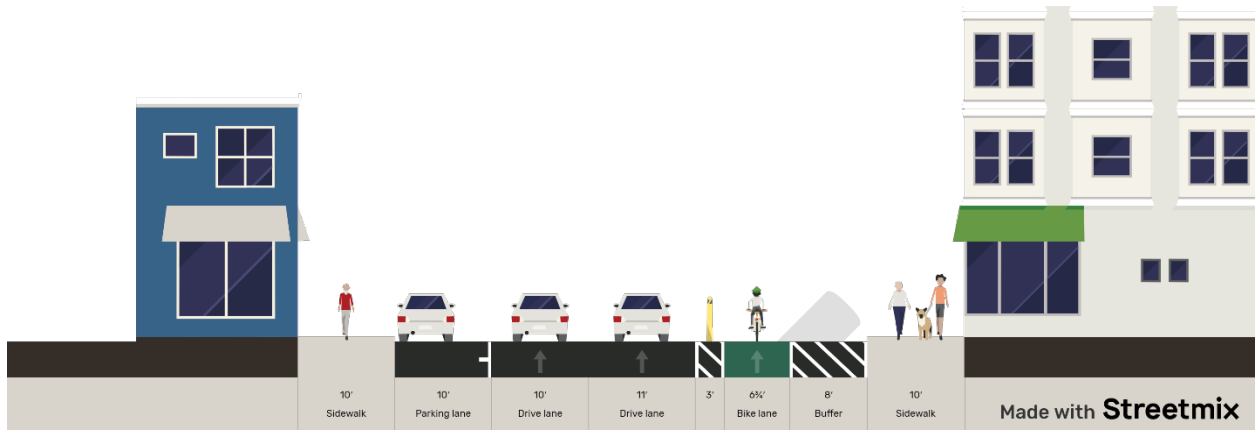 10'
Sidewalk
10'
Parking lane
10'
Drive lane
11'
Drive lane
3'
6¾'
Bike lane
8'
Buffer
10'
Sidewalk
Made with Streetmix